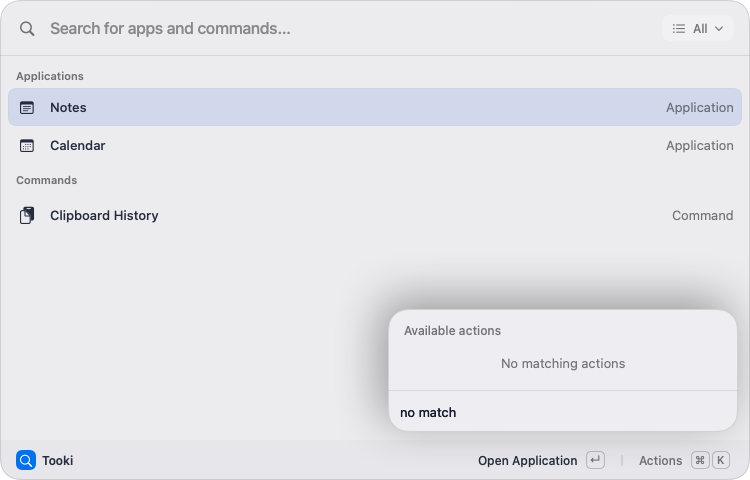 Search for apps and commands...
All
Applications
Notes Application
Calendar Application
Commands
Clipboard History Command
Available actions
No matching actions
no match
Tooki Open Application ↵ | Actions ⌘ K